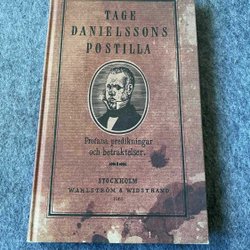 TAGE
DANIELSSONS
POSTILLA
Profana predikningar
och betraktelser.
STOCKHOLM
WAHLSTRÖM & WIDSTRAND